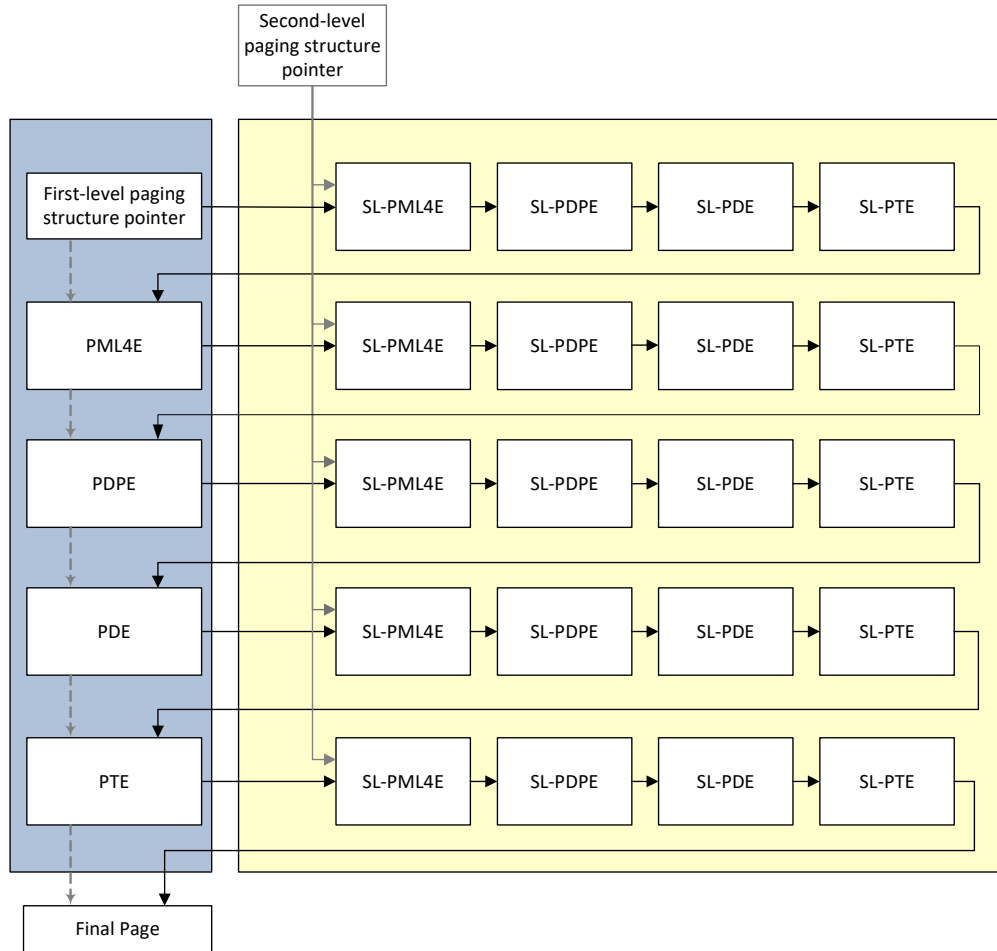 Second-level
paging structure
pointer
First-level paging
structure pointer
SL-PML4E
SL-PDPE
SL-PDE
SL-PTE
PML4E
SL-PML4E
SL-PDPE
SL-PDE
SL-PTE
PDPE
SL-PML4E
SL-PDPE
SL-PDE
SL-PTE
PDE
SL-PML4E
SL-PDPE
SL-PDE
SL-PTE
PTE
SL-PML4E
SL-PDPE
SL-PDE
SL-PTE
Final Page